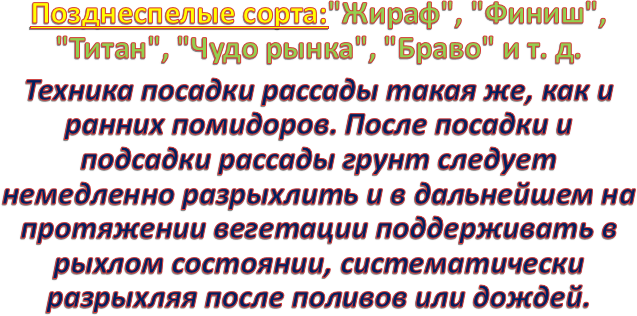 Позднеспелые сорта:"Жираф", "Финиш",
"Титан", "Чудо рынка", "Браво" и т. д.
Техника посадки рассады такая же, как и
ранних помидоров. После посадки и
подсадки рассады грунт следует
немедленно разрыхлить и в дальнейшем на
протяжении вегетации поддерживать в
рыхлом состоянии, систематически
разрыхляя после поливов или дождей.